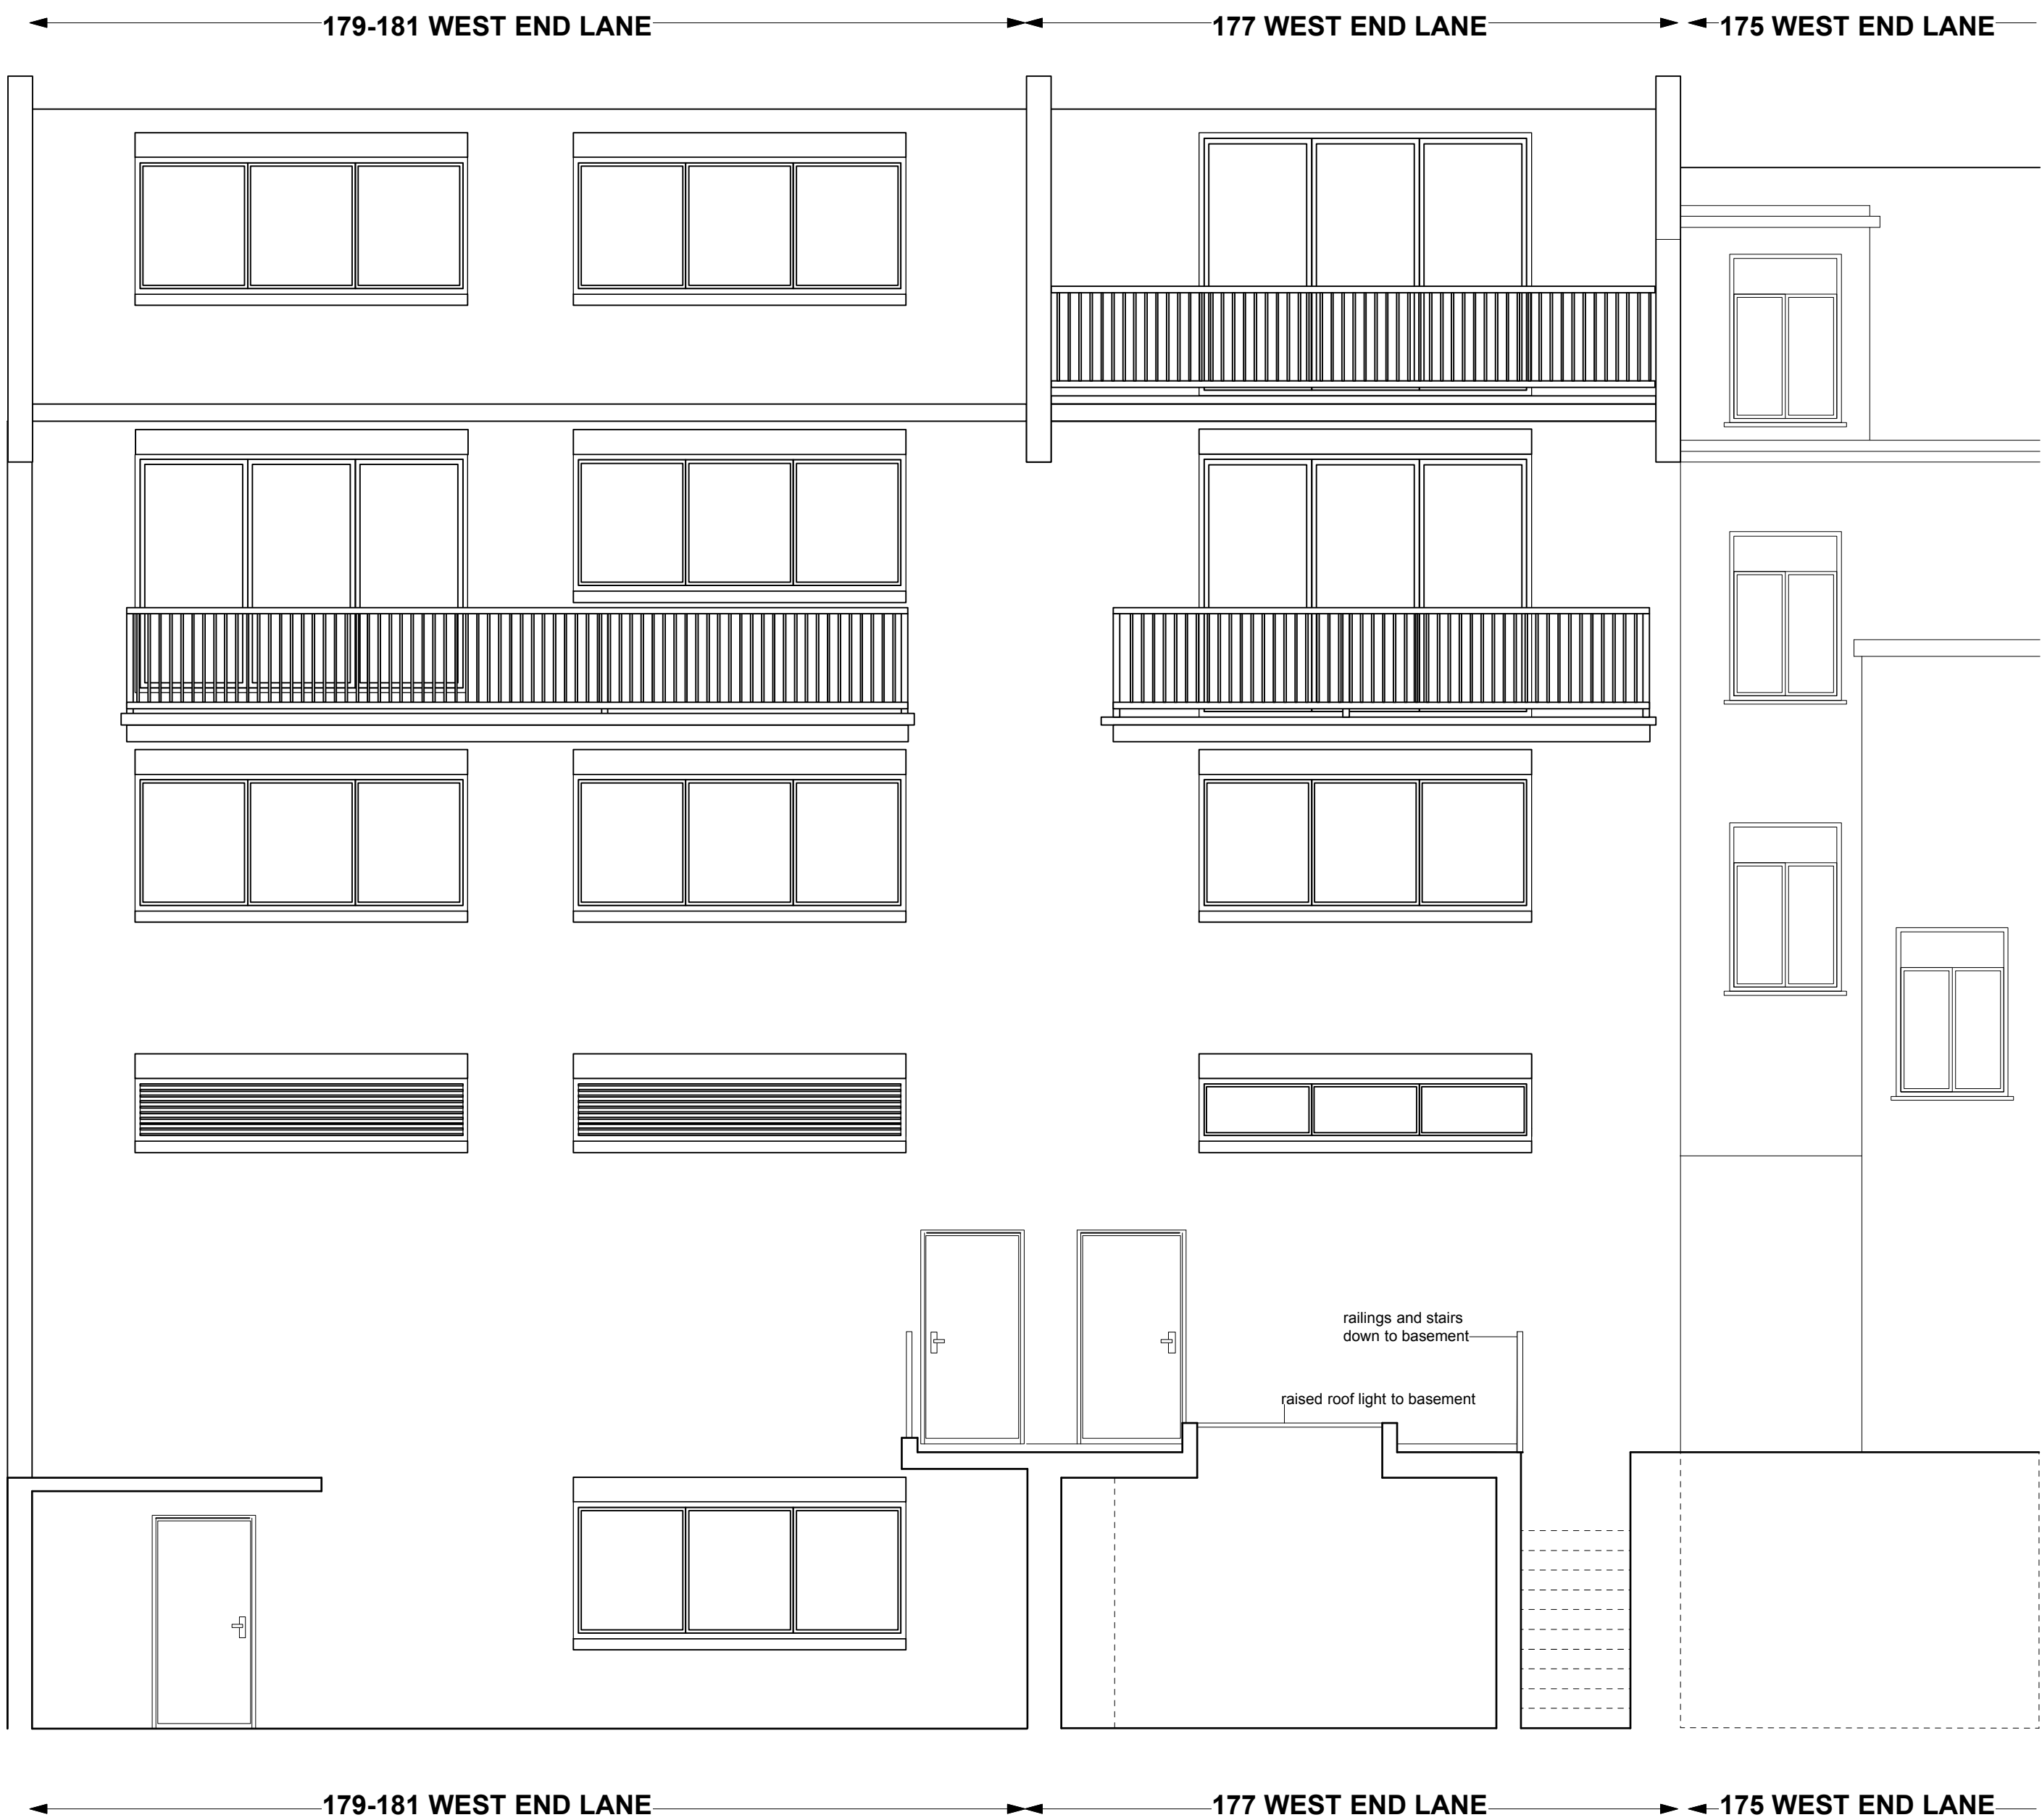 179-181 WEST END LANE
177 WEST END LANE
175 WEST END LANE
railings and stairs
down to basement
raised roof light to basement
179-181 WEST END LANE
177 WEST END LANE
175 WEST END LANE